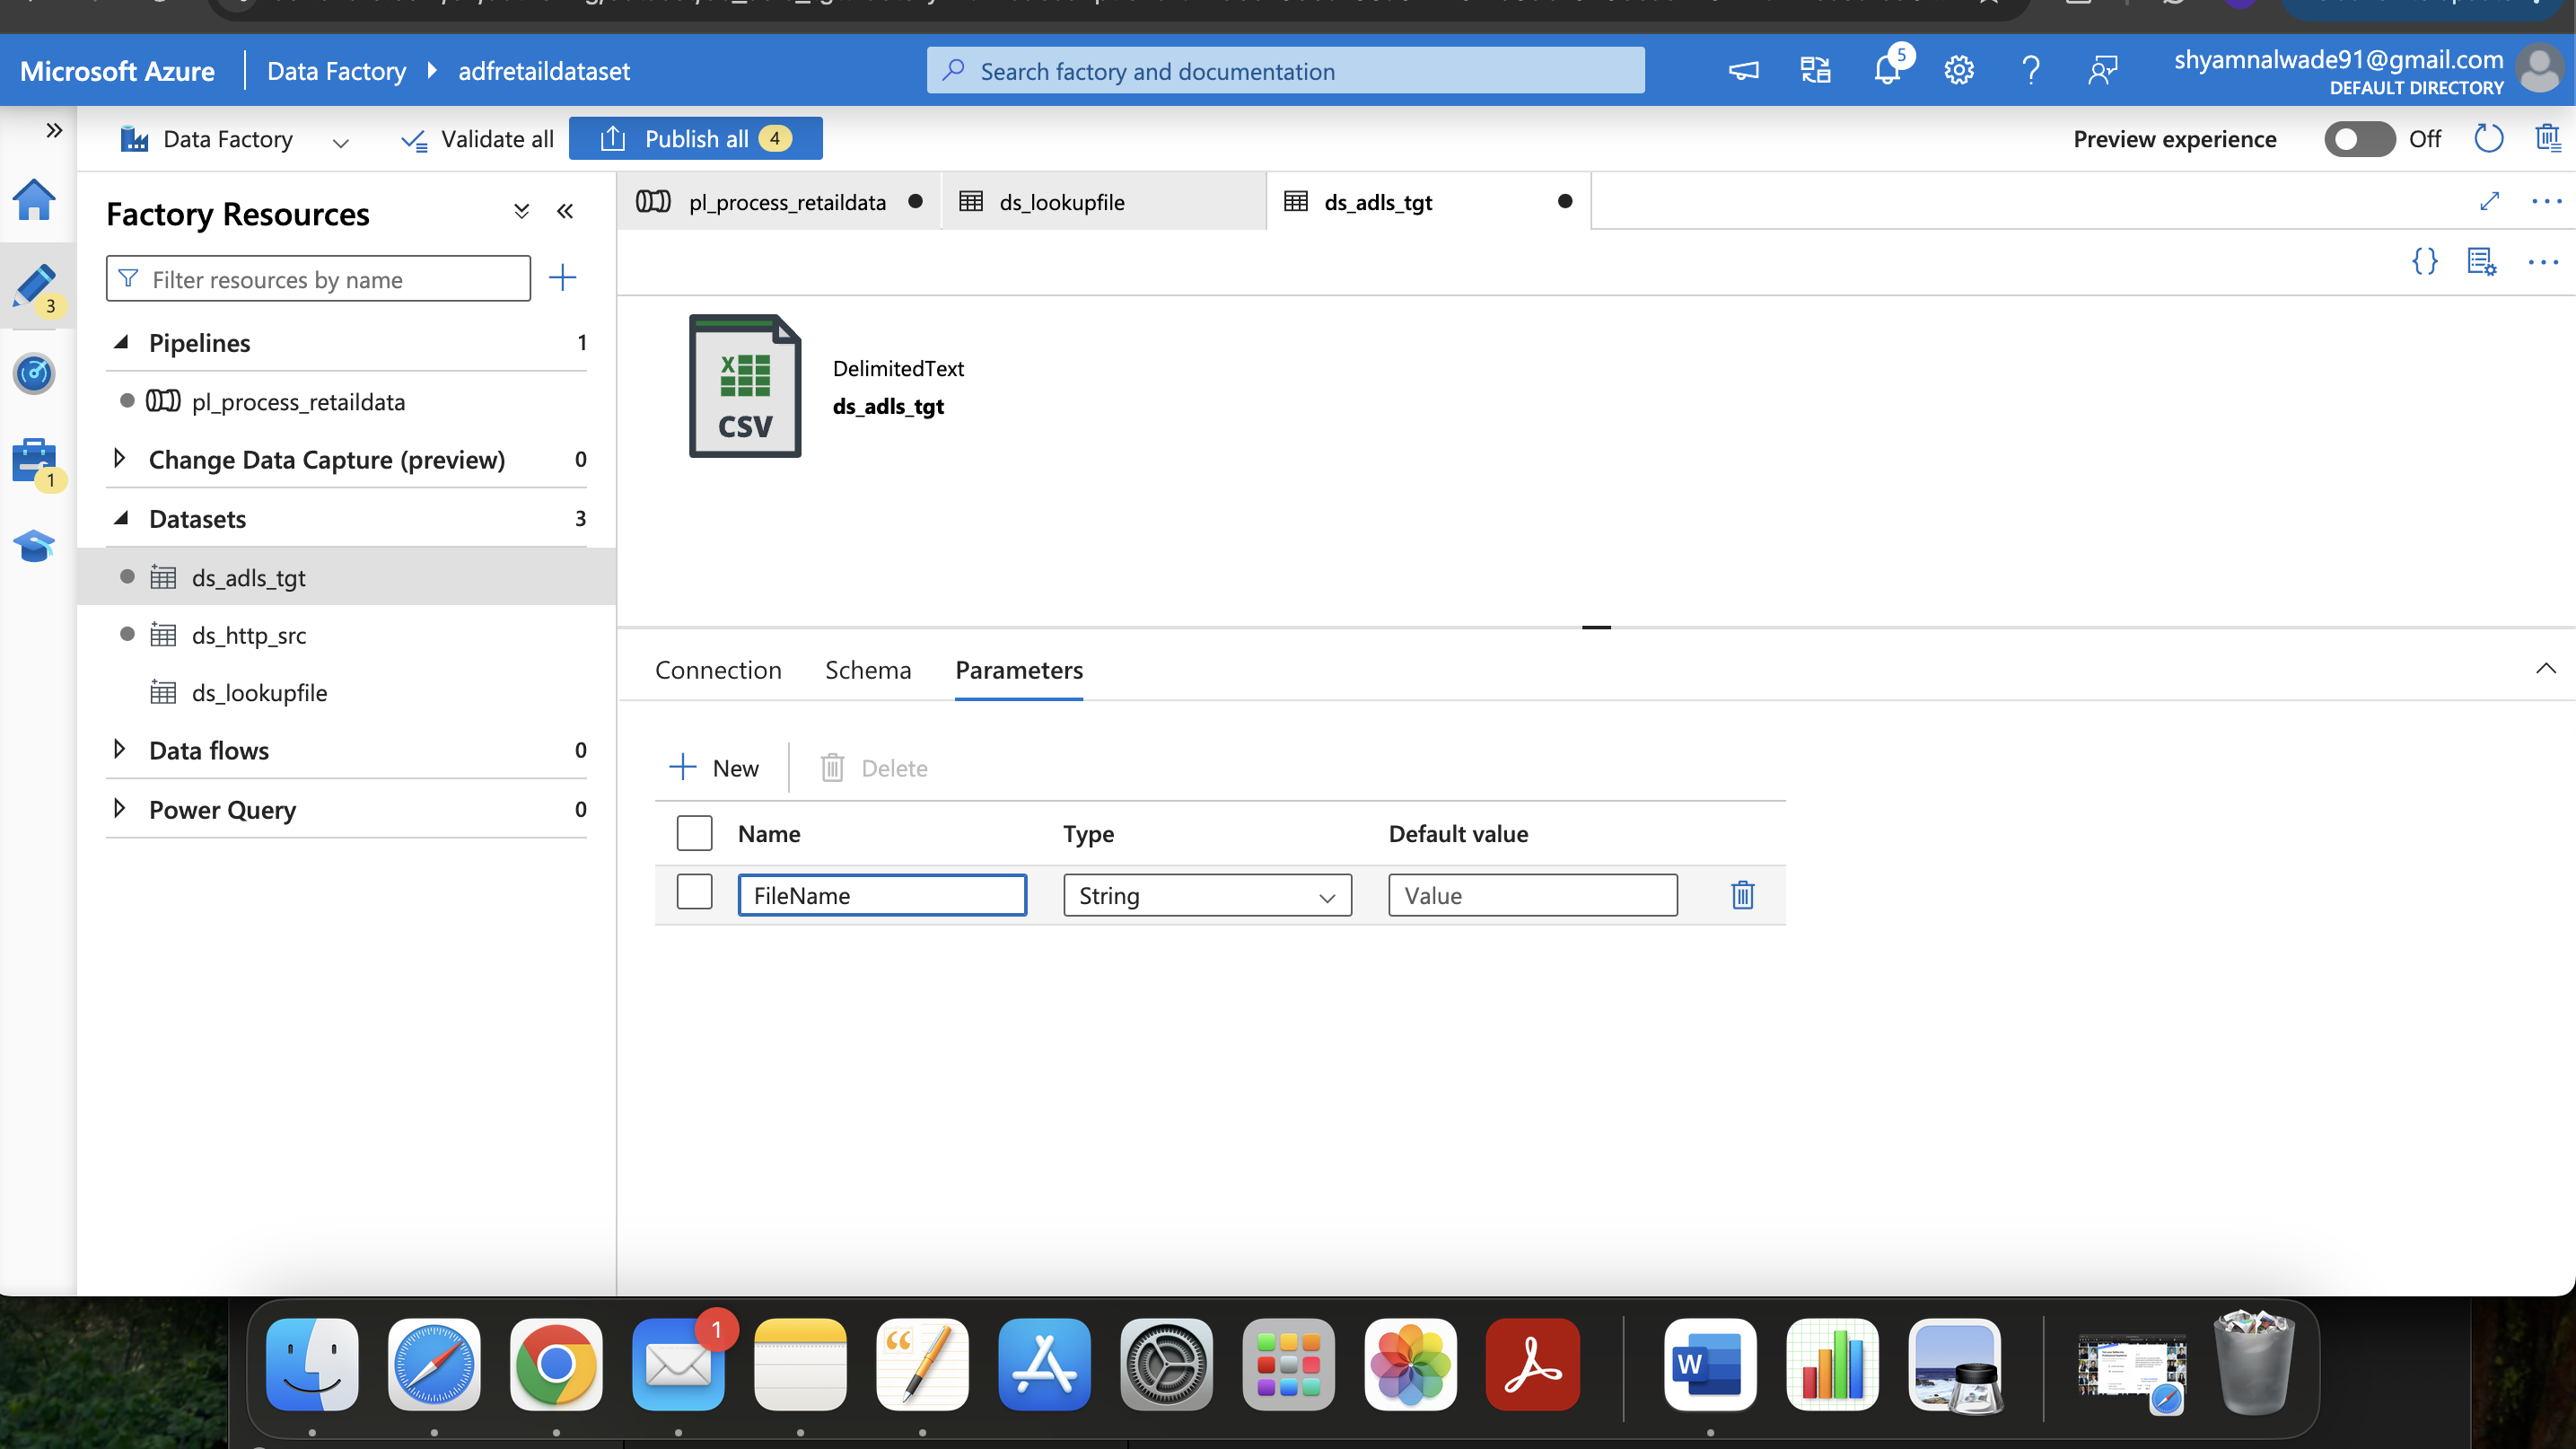 Microsoft Azure
Data Factory
adfretaildataset
Search factory and documentation
5
shyamnalwade91@gmail.com
DEFAULT DIRECTORY
Data Factory
Validate all
Publish all
4
Preview experience
Off
Factory Resources
pl_process_retaildata
ds_lookupfile
ds_adls_tgt
Filter resources by name
3
Pipelines
1
pl_process_retaildata
Change Data Capture (preview)
0
1
Datasets
3
ds_adls_tgt
ds_http_src
ds_lookupfile
Data flows
0
Power Query
0
X
CSV
DelimitedText
ds_adls_tgt
Connection
Schema
Parameters
New
Delete
Name
Type
Default value
FileName
String
Value
1
W